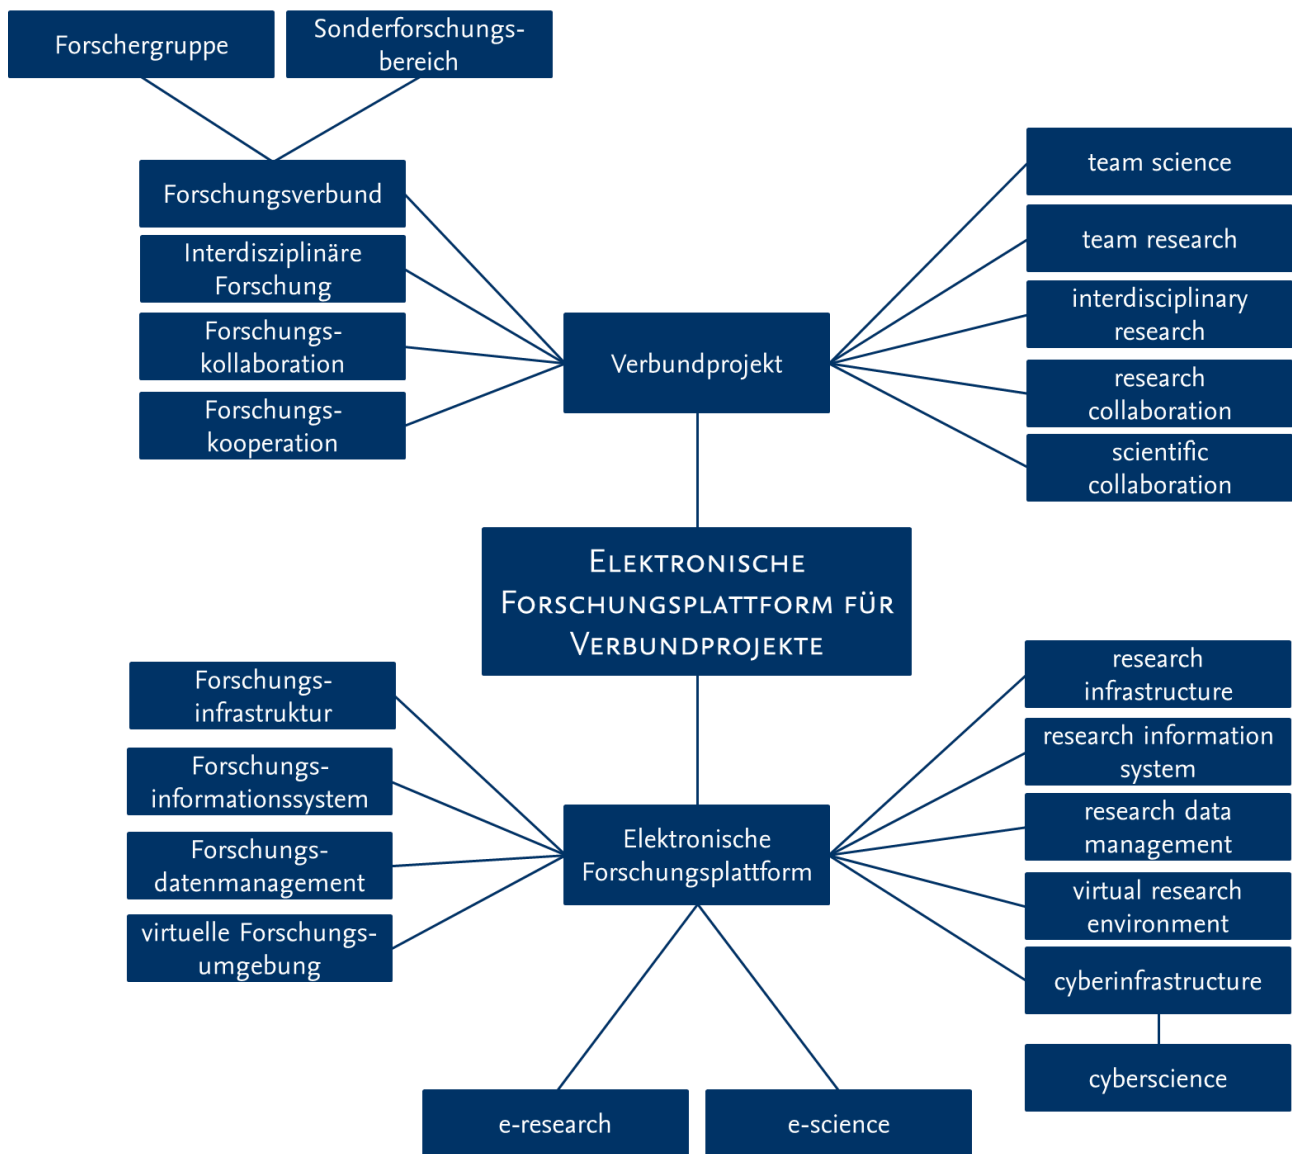 Forschergruppe
Sonderforschungs-
bereich
Forschungsverbund
Interdisziplinäre
Forschung
Forschungs-
kollaboration
Forschungs-
kooperation
Verbundprojekt
team science
team research
interdisciplinary
research
research
collaboration
scientific
collaboration
Elektronische
Forschungsplattform für
Verbundprojekte
Forschungs-
infrastruktur
Forschungs-
informationssystem
Forschungs-
datenmanagement
virtuelle Forschungs-
umgebung
Elektronische
Forschungsplattform
research
infrastructure
research information
system
research data
management
virtual research
environment
cyberinfrastructure
cyberscience
e-research
e-science